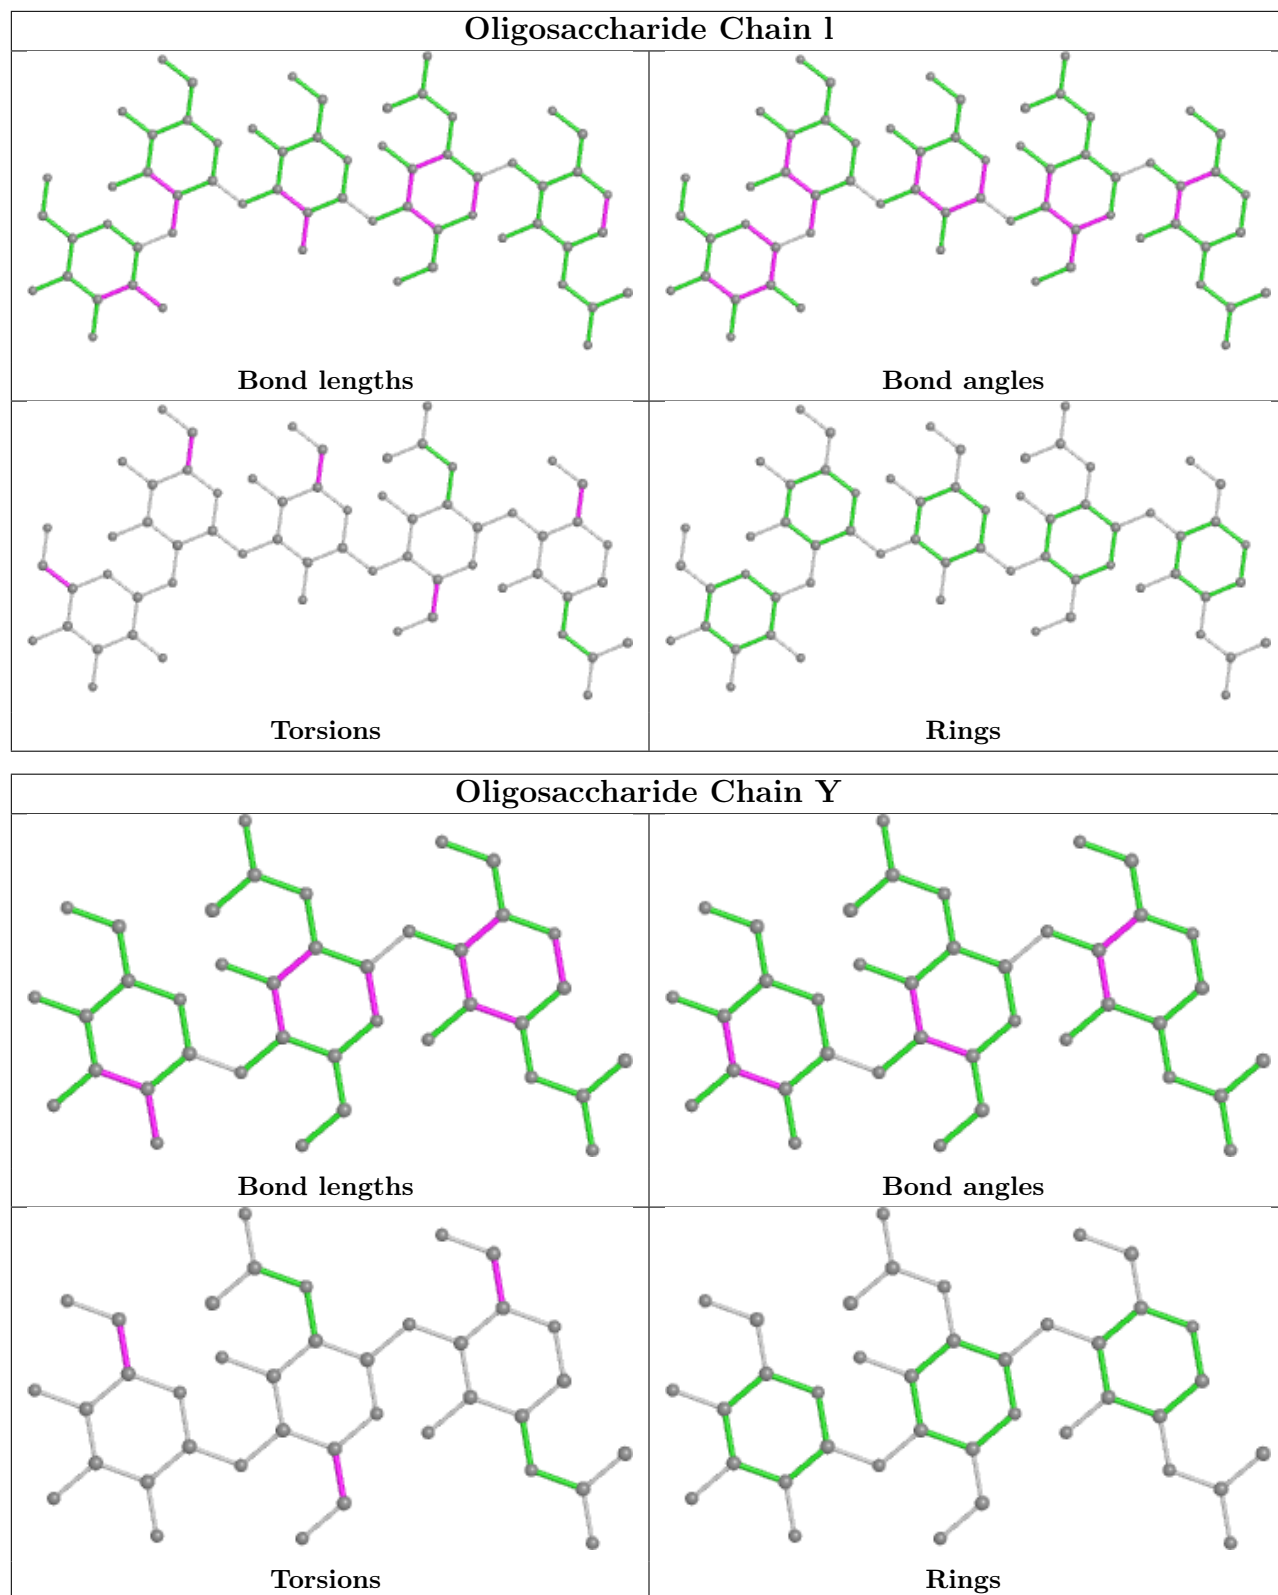 Oligosaccharide Chain l
Bond lengths
Bond angles
Torsions
Rings
Oligosaccharide Chain Y
Bond lengths
Bond angles
Torsions
Rings